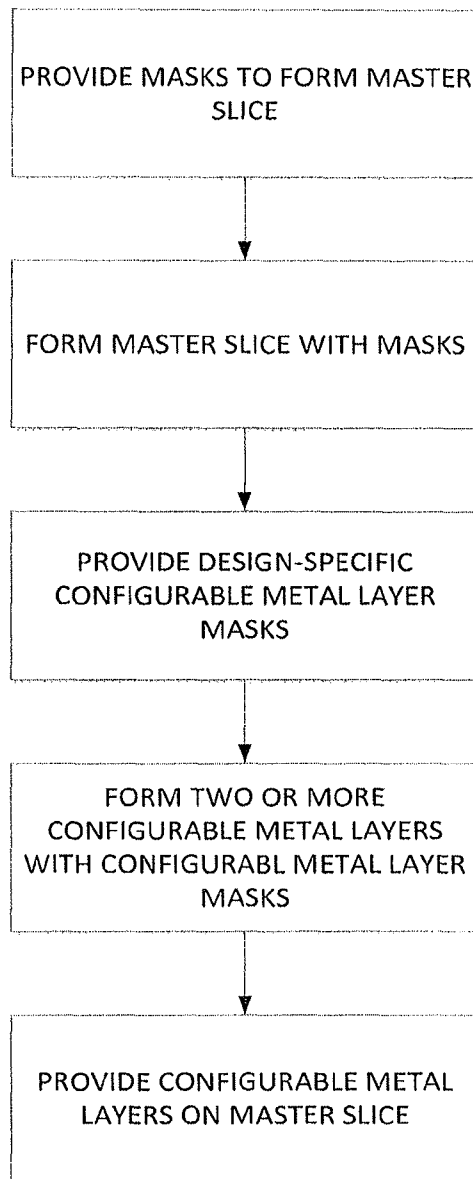 PROVIDE MASKS TO FORM MASTER
SLICE
FORM MASTER SLICE WITH MASKS
PROVIDE DESIGN-SPECIFIC
CONFIGURABLE METAL LAYER
MASKS
FORM TWO OR MORE
CONFIGURABLE METAL LAYERS
WITH CONFIGURABL METAL LAYER
MASKS
PROVIDE CONFIGURABLE METAL
LAYERS ON MASTER SLICE